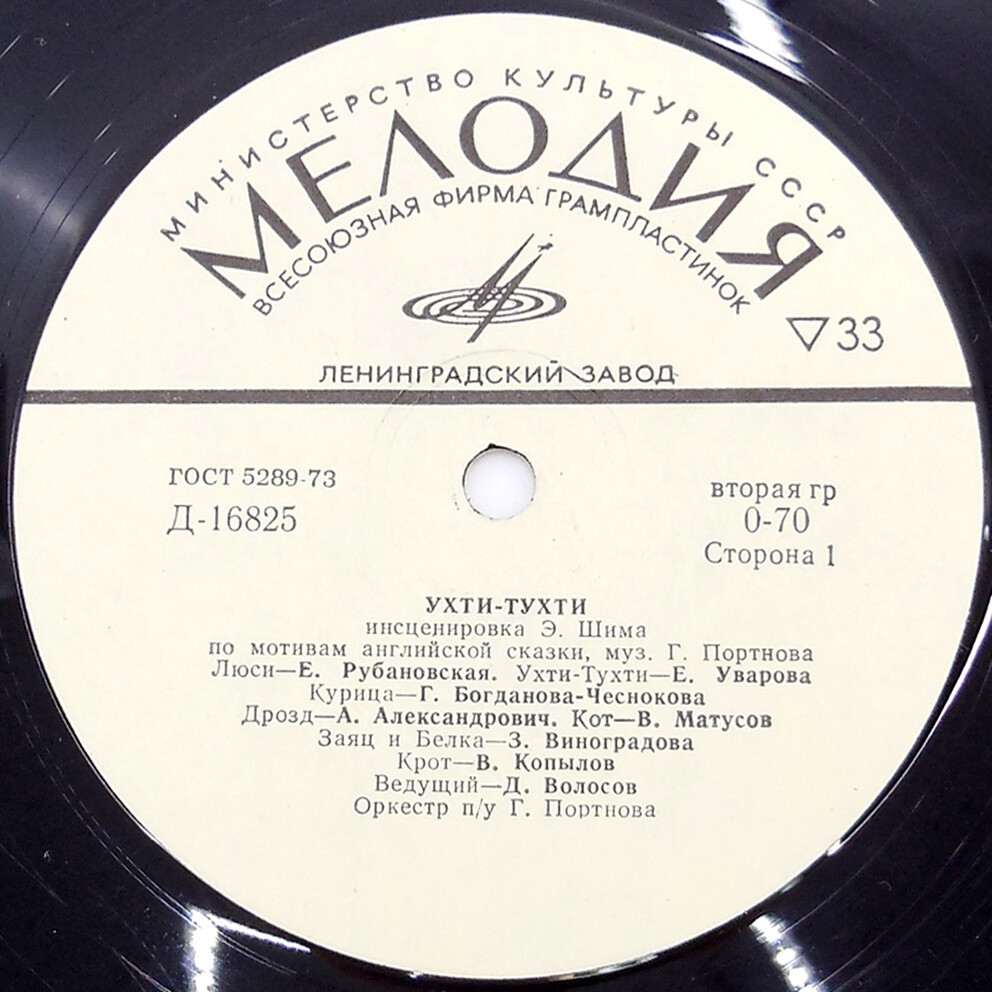 МИНИСТЕРСТВО КУЛЬТУРЫ СССР
МЕЛОДИЯ
ВСЕСОЮЗНАЯ ФИРМА ГРАМПЛАСТИНОК
М
▽33
ЛЕНИНГРАДСКИЙ ЗАВОД
ГОСТ 5289-73
Д-16825
вторая гр
0-70
Сторона 1
УХТИ-ТУХТИ
инсценировка Э. Шима
по мотивам английской сказки, муз. Г. Портнова
Люси—Е. Рубановская. Ухти-Тухти—Е. Уварова
Курица—Г. Богданова-Чеснокова
Дрозд—А. Александрович. Кот—В. Матусов
Заяц и Белка—З. Виноградова
Крот—В. Копылов
Ведущий—Д. Волосов
Оркестр п/у Г. Портнова